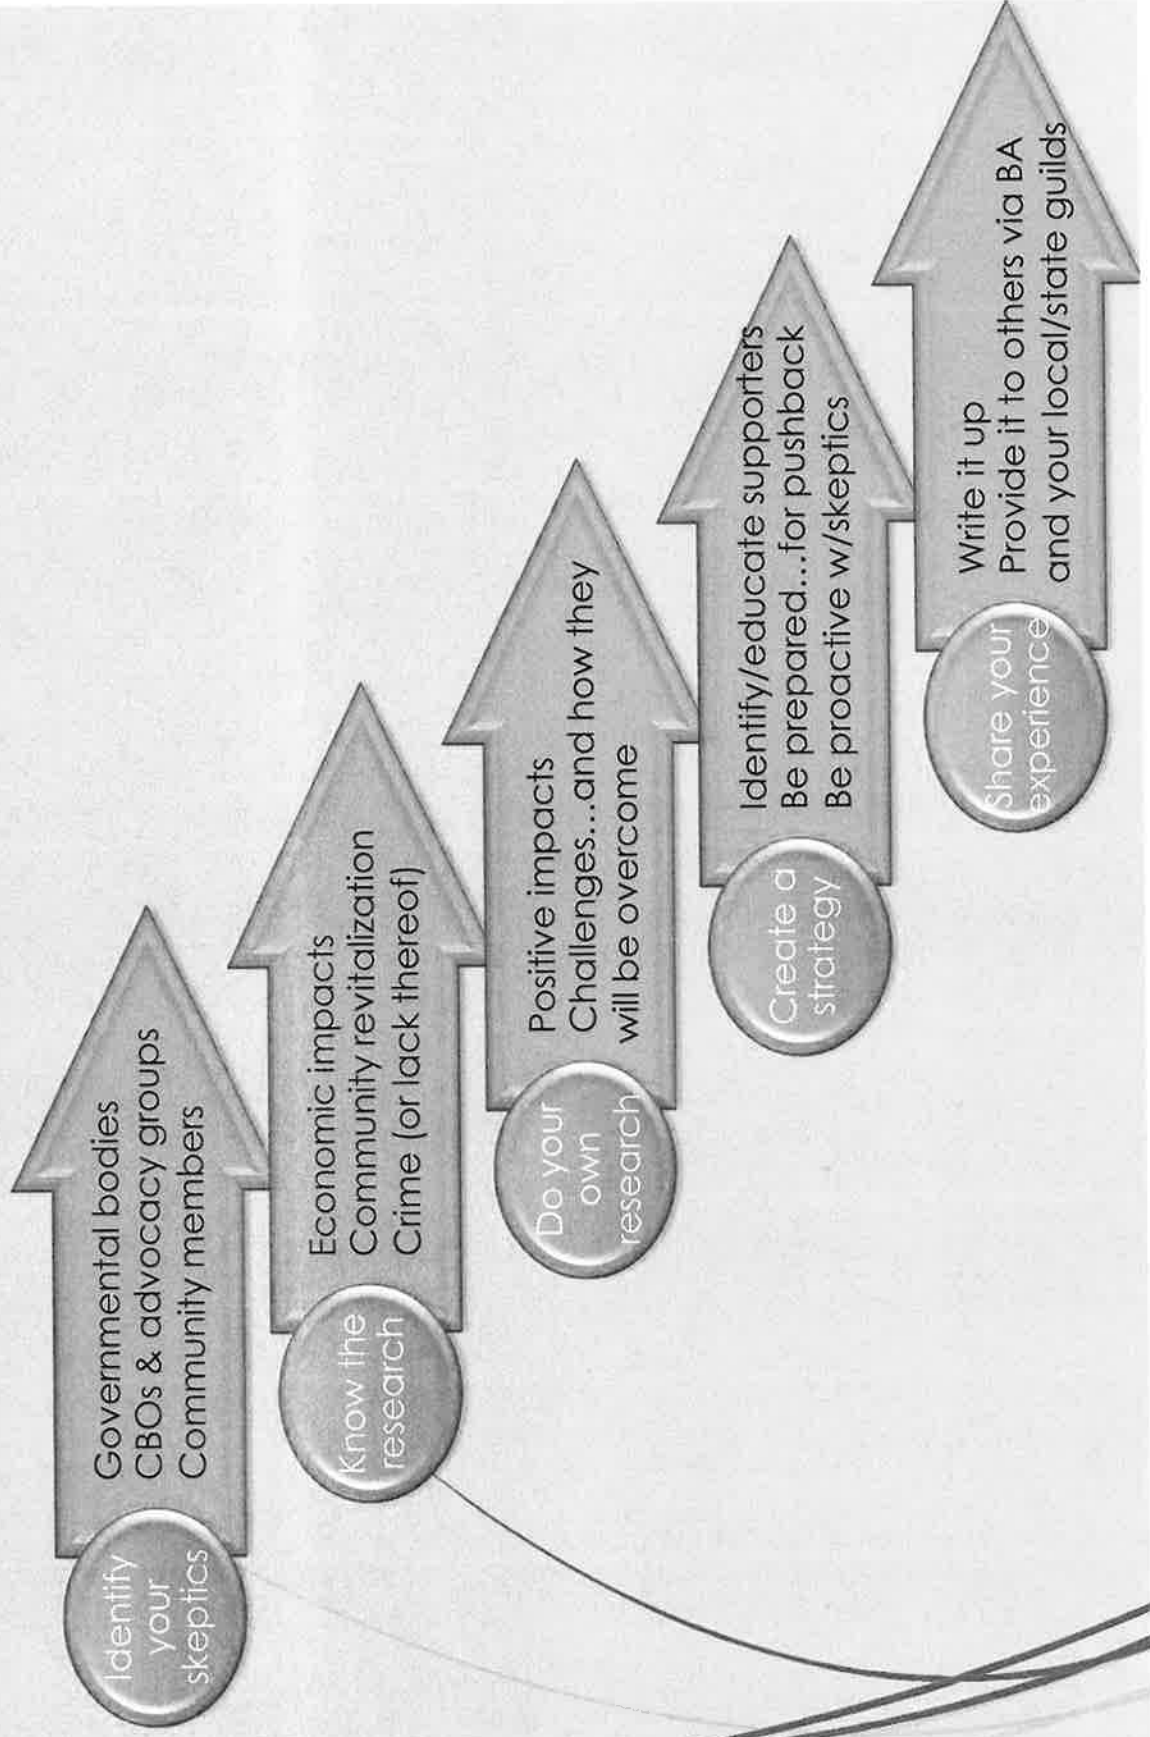 Identify
your
skeptics
Governmental bodies
CBOs & advocacy groups
Community members
Know the
research
Economic impacts
Community revitalization
Crime (or lack thereof)
Do your
own
research
Positive impacts
Challenges...and how they
will be overcome
Create a
strategy
Identify/educate supporters
Be prepared...for pushback
Be proactive w/skeptics
Share your
experience
Write it up
Provide it to others via BA
and your local/state guilds